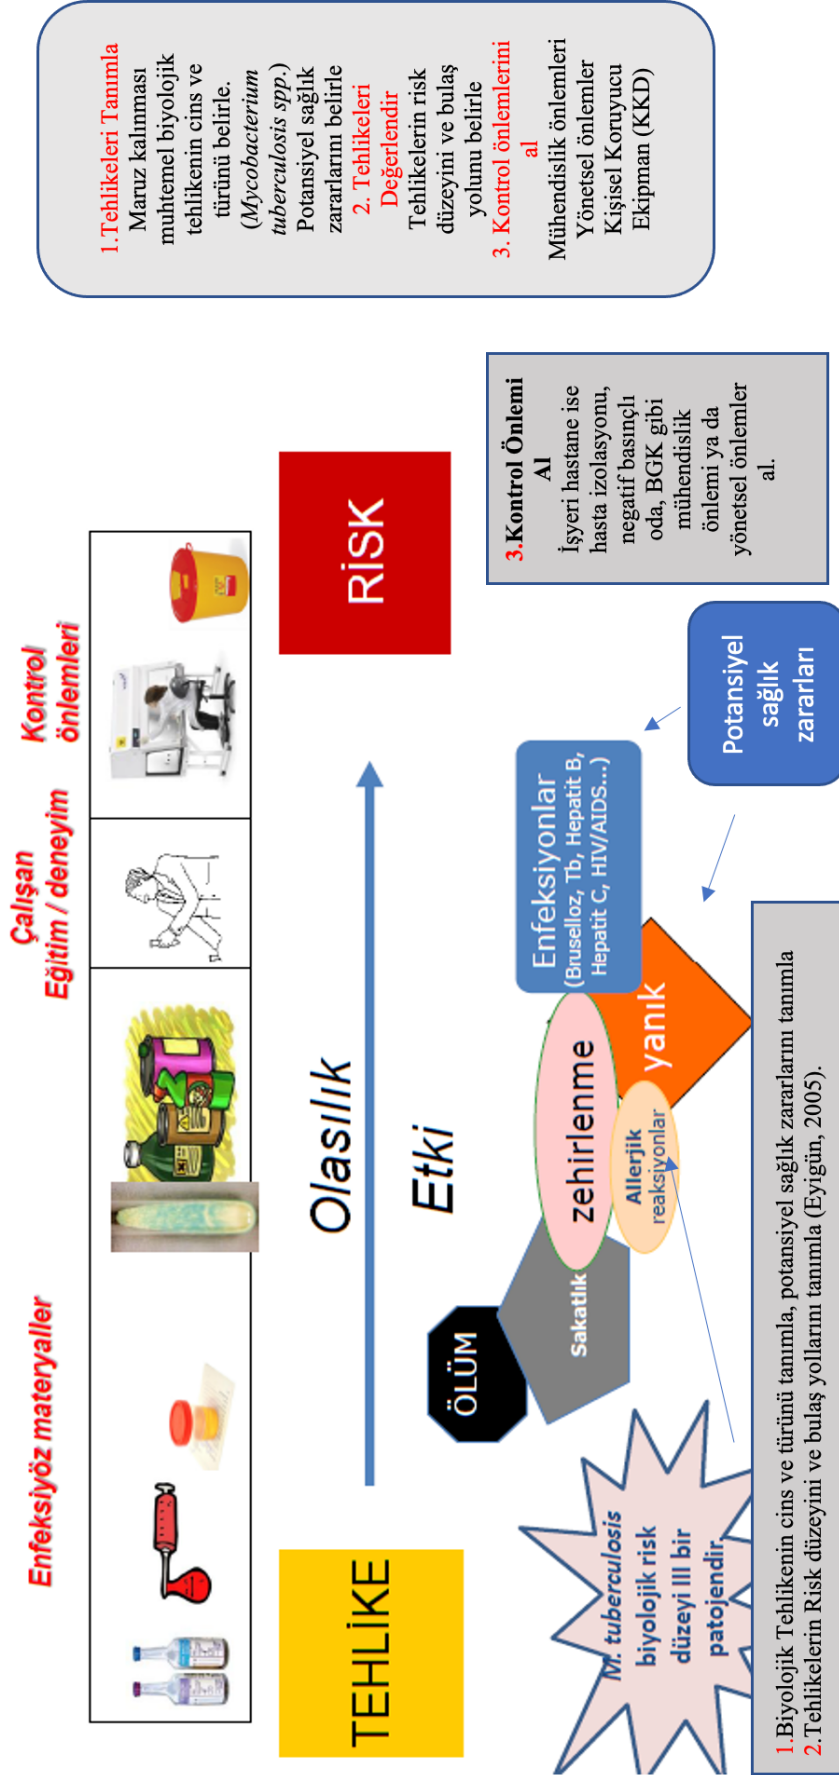 Enfeksiyöz materyaller
Çalışan
Eğitim / deneyim
Kontrol
önlemleri
TEHLİKE
Olasılık
Etki
RİSK
ÖLÜM
Sakatlık
zehirlenme
Allerjik
reaksiyonlar
yanık
Enfeksiyonlar
(Bruselloz, Tb, Hepatit B,
Hepatit C, HIV/AIDS...)
Potansiyel
sağlık
zararları
M. tuberculosis
biyolojik risk
düzeyi III bir
patojendir.
1.Biyolojik Tehlikenin cins ve türünü tanımla, potansiyel sağlık zararlarını tanımla
2.Tehlikelerin Risk düzeyini ve bulaş yollarını tanımla (Eyigün, 2005).
3.Kontrol Önlemi
Al
İşyeri hastane ise
hasta izolasyonu,
negatif basınçlı
oda, BGK gibi
mühendislik
önlemi ya da
yönetsel önlemler
al.
1.Tehlikeleri Tanımla
Maruz kalınması
muhtemel biyolojik
tehlikenin cins ve
türünü belirle.
(Mycobacterium
tuberculosis spp.)
Potansiyel sağlık
zararlarını belirle
2. Tehlikeleri
Değerlendir
Tehlikelerin risk
düzeyini ve bulaş
yolunu belirle
3. Kontrol önlemlerini
al
Mühendislik önlemleri
Yönetsel önlemler
Kişisel Koruyucu
Ekipman (KKD)